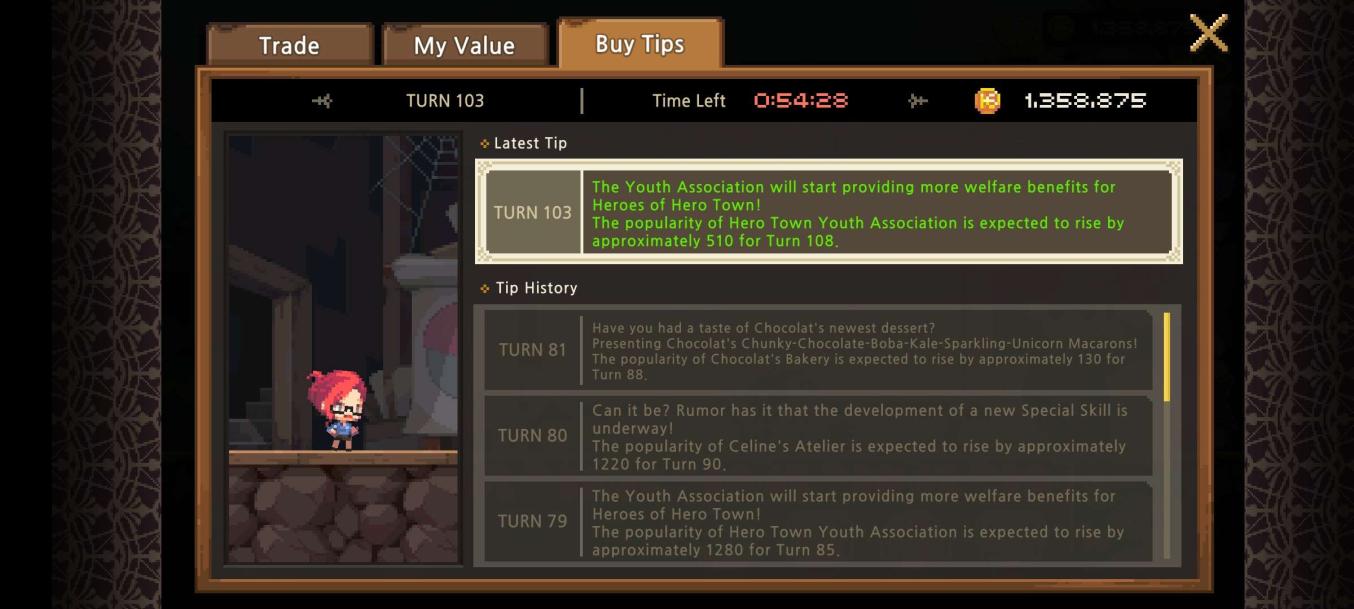 Trade
My Value
Buy Tips
TURN 103
Time Left
0:54:28
1.358.875
Latest Tip
TURN 103
The Youth Association will start providing more welfare benefits for
Heroes of Hero Town!
The popularity of Hero Town Youth Association is expected to rise by
approximately 510 for Turn 108.
Tip History
TURN 81
Have you had a taste of Chocolat's newest dessert?
Presenting Chocolat's Chunky-Chocolate-Boba-Kale-Sparkling-Unicorn Macarons!
The popularity of Chocolat's Bakery is expected to rise by approximately 130 for
Turn 88.
TURN 80
Can it be? Rumor has it that the development of a new Special Skill is
underway!
The popularity of Celine's Atelier is expected to rise by approximately
1220 for Turn 90.
TURN 79
The Youth Association will start providing more welfare benefits for
Heroes of Hero Town!
The popularity of Hero Town Youth Association is expected to rise by
approximately 1280 for Turn 85.